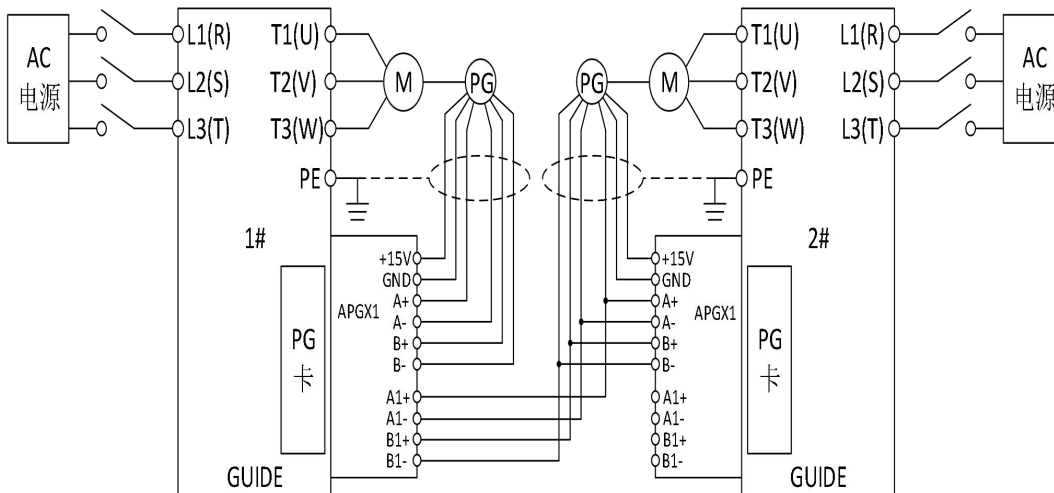 AC
电源
L1(R)
L2(S)
L3(T)
T1(U)
T2(V)
T3(W)
PE
M
PG
1#
PG
卡
APGX1
+15V
GND
A+
A-
B+
B-
A1+
A1-
B1+
B1-
GUIDE
PG
M
T1(U)
T2(V)
T3(W)
PE
L1(R)
L2(S)
L3(T)
AC
电源
2#
+15V
GND
A+
A-
B+
B-
A1+
A1-
B1+
B1-
APGX1
PG
卡
GUIDE